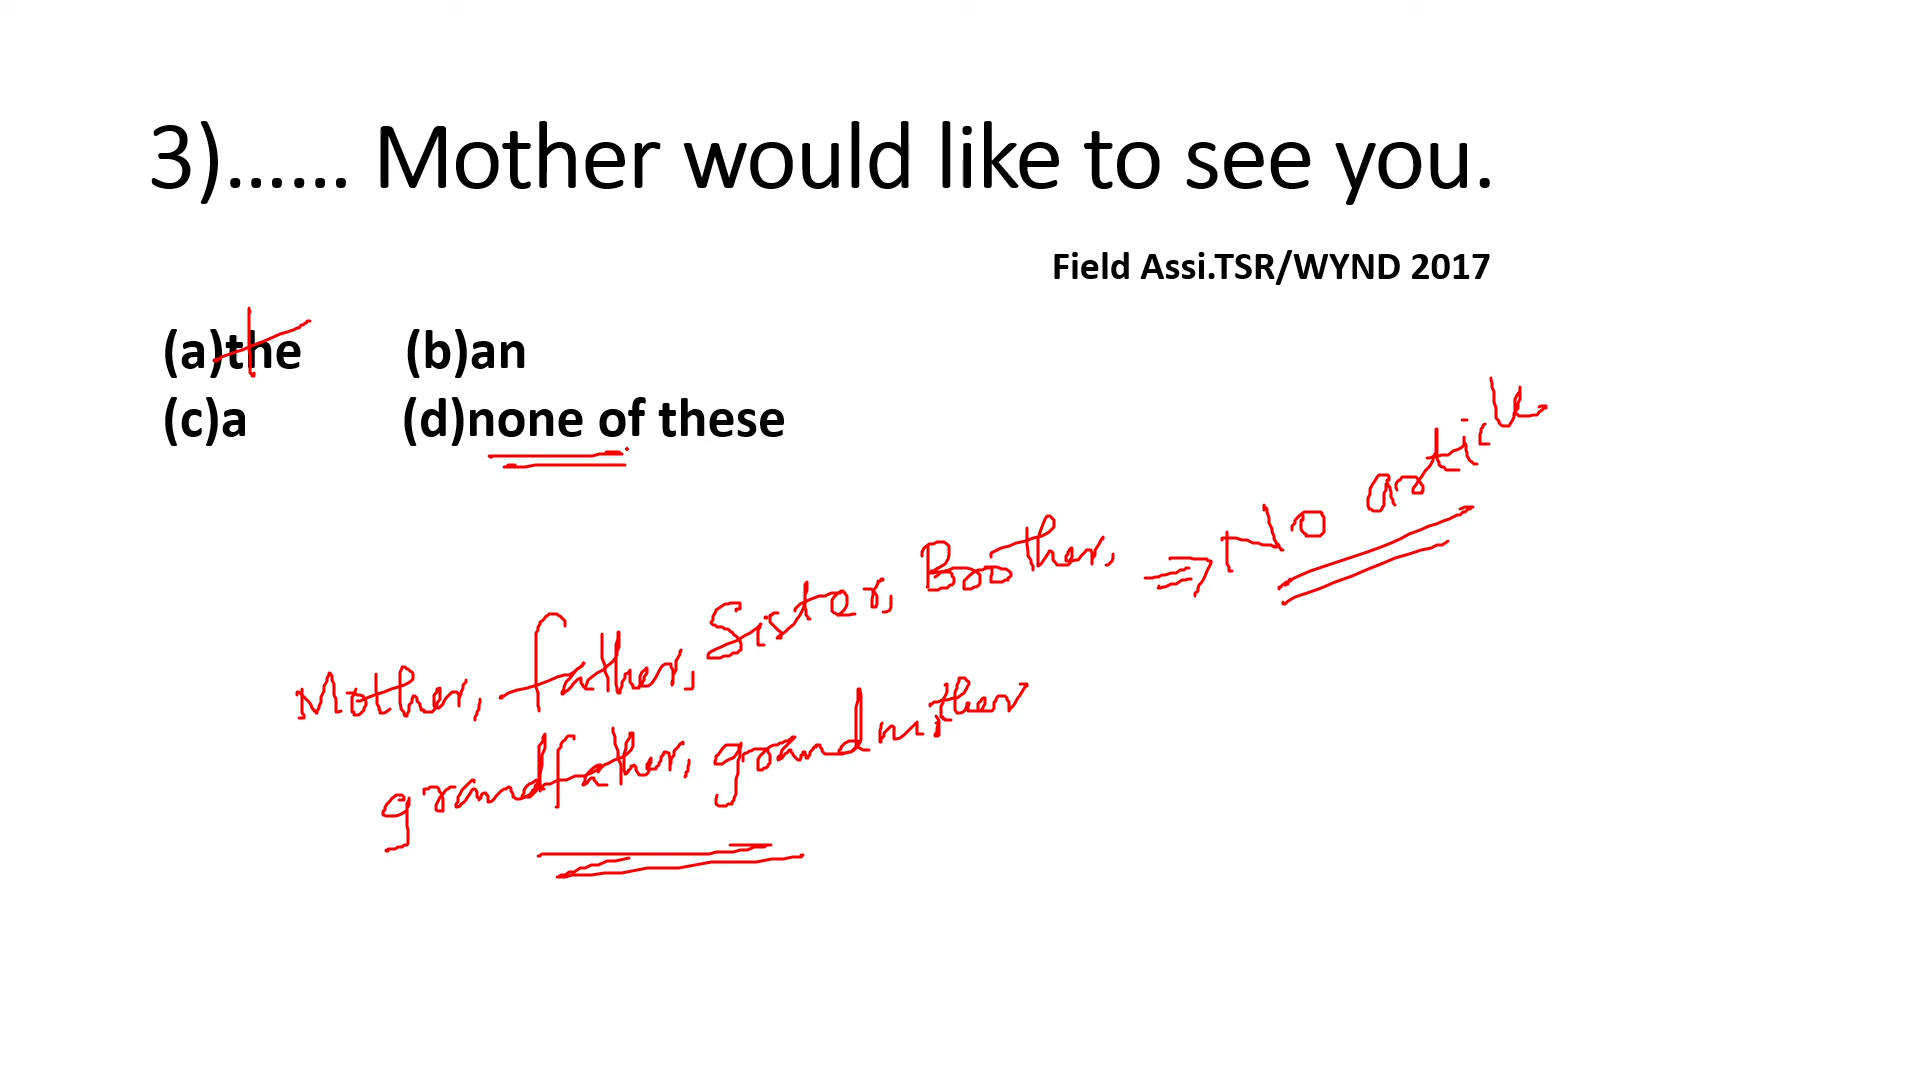 3)...... Mother would like to see you.
Field Assi.TSR/WYND 2017
(a)the (b)an
(c)a (d)none of these
Mother, father, Sister, Brother, ⇒ No article
grandfather, grandmother